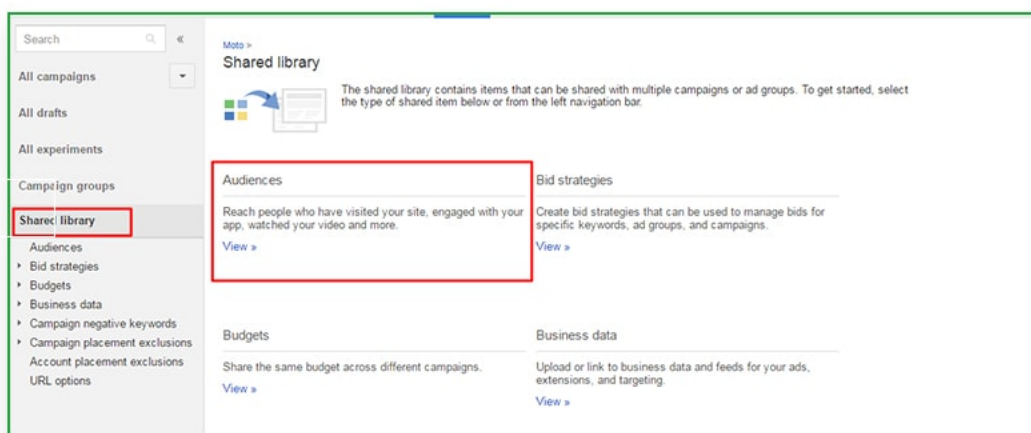 Search
«
All campaigns
All drafts
All experiments
Campaign groups
Shared library
Audiences
Bid strategies
Budgets
Business data
Campaign negative keywords
Campaign placement exclusions
Account placement exclusions
URL options
Moto >
Shared library
The shared library contains items that can be shared with multiple campaigns or ad groups. To get started, select
the type of shared item below or from the left navigation bar.
Audiences
Reach people who have visited your site, engaged with your
app, watched your video and more.
View »
Bid strategies
Create bid strategies that can be used to manage bids for
specific keywords, ad groups, and campaigns.
View »
Budgets
Share the same budget across different campaigns.
View »
Business data
Upload or link to business data and feeds for your ads,
extensions, and targeting.
View »